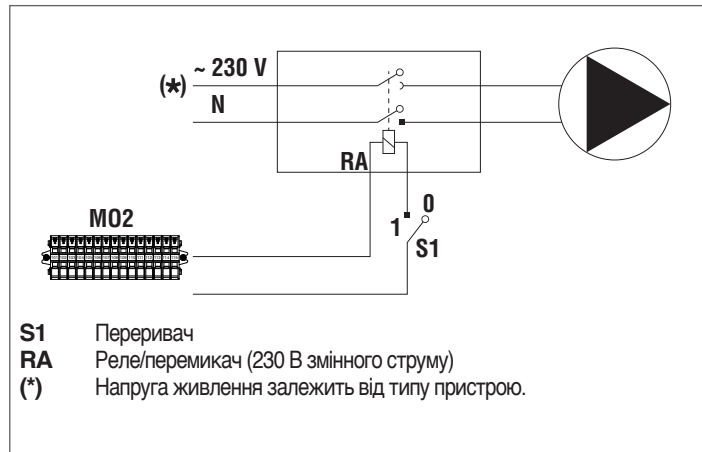 (*) ~ 230 V
N
RA
MO2
1 0
S1
S1 Переривач
RA Реле/перемикач (230 В змінного струму)
(*) Напруга живлення залежить від типу пристрою.